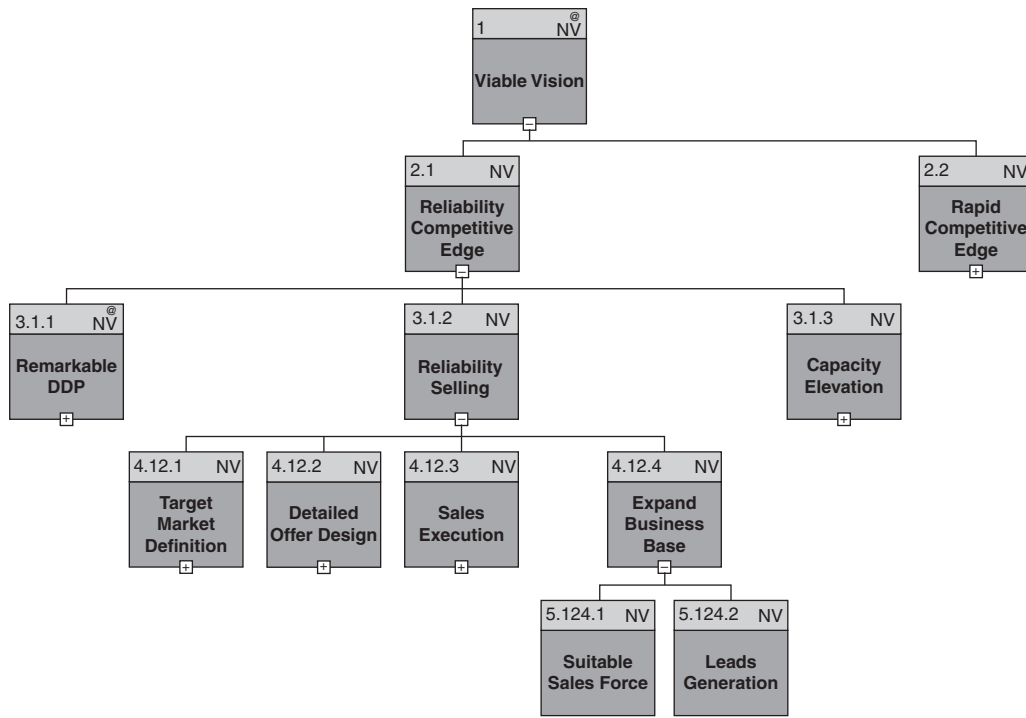 @
1 NV
Viable Vision
−
2.1 NV
Reliability
Competitive
Edge
−
2.2 NV
Rapid
Competitive
Edge
+
@
3.1.1 NV
Remarkable
DDP
+
3.1.2 NV
Reliability
Selling
−
3.1.3 NV
Capacity
Elevation
+
4.12.1 NV
Target
Market
Definition
+
4.12.2 NV
Detailed
Offer Design
+
4.12.3 NV
Sales
Execution
+
4.12.4 NV
Expand
Business
Base
−
5.124.1 NV
Suitable
Sales Force
5.124.2 NV
Leads
Generation